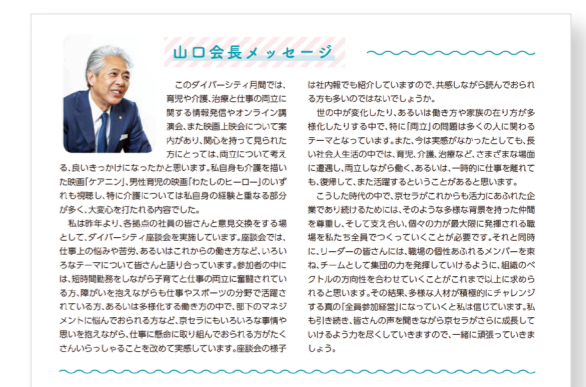 山口会長メッセージ
このダイバーシティ月間では、
育児や介護、治療と仕事の両立に
関する情報発信やオンライン講
演会、また映画上映会について案
内があり、関心を持って見られた
方にとっては、両立について考え
る、良いきっかけになったかと思います。私自身も介護を描い
た映画「ケアニン」、男性育児の映画「わたしのヒーロー」のいず
れも視聴し、特に介護については私自身の経験と重なる部分
が多く、大変心を打たれる内容でした。
私は昨年より、各拠点の社員の皆さんと意見交換をする場
として、ダイバーシティ座談会を実施しています。座談会では、
仕事上の悩みや苦労、あるいはこれからの働き方など、いろい
ろなテーマについて皆さんと語り合っています。参加者の中に
は、短時間勤務をしながら子育てと仕事の両立に奮闘されてい
る方、障がいを抱えながらも仕事やスポーツの分野で活躍さ
れている方、あるいは多様化する働き方の中で、部下のマネジ
メントに悩んでおられる方など、京セラにもいろいろな事情や
思いを抱えながら、仕事に懸命に取り組んでおられる方がたく
さんいらっしゃることを改めて実感しています。座談会の様子
は社内報でも紹介していますので、共感しながら読んでおられ
る方も多いのではないでしょうか。
世の中が変化したり、あるいは働き方や家族の在り方が多
様化したりする中で、特に「両立」の問題は多くの人に関わる
テーマとなっています。また、今は実感がなかったとしても、長
い社会人生活の中では、育児、介護、治療など、さまざまな場面
に遭遇し、両立しながら働く、あるいは、一時的に仕事を離れて
も、復帰して、また活躍するということがあると思います。
こうした時代の中で、京セラがこれからも活力にあふれた企
業であり続けるためには、そのような多様な背景を持った仲間
を尊重し、そして支え合い、個々の力が最大限に発揮される職
場を私たち全員でつくっていくことが必要です。それと同時
に、リーダーの皆さんには、職場の個性あふれるメンバーを束
ね、チームとして集団の力を発揮していけるように、組織のベ
クトルの方向性を合わせていくことがこれまで以上に求めら
れると思います。その結果、多様な人材が積極的にチャレンジ
する真の「全員参加経営」になっていくと私は信じています。私
も引き続き、皆さんの声を聞きながら京セラがさらに成長して
いけるよう力を尽くしていきますので、一緒に頑張っていきま
しょう。